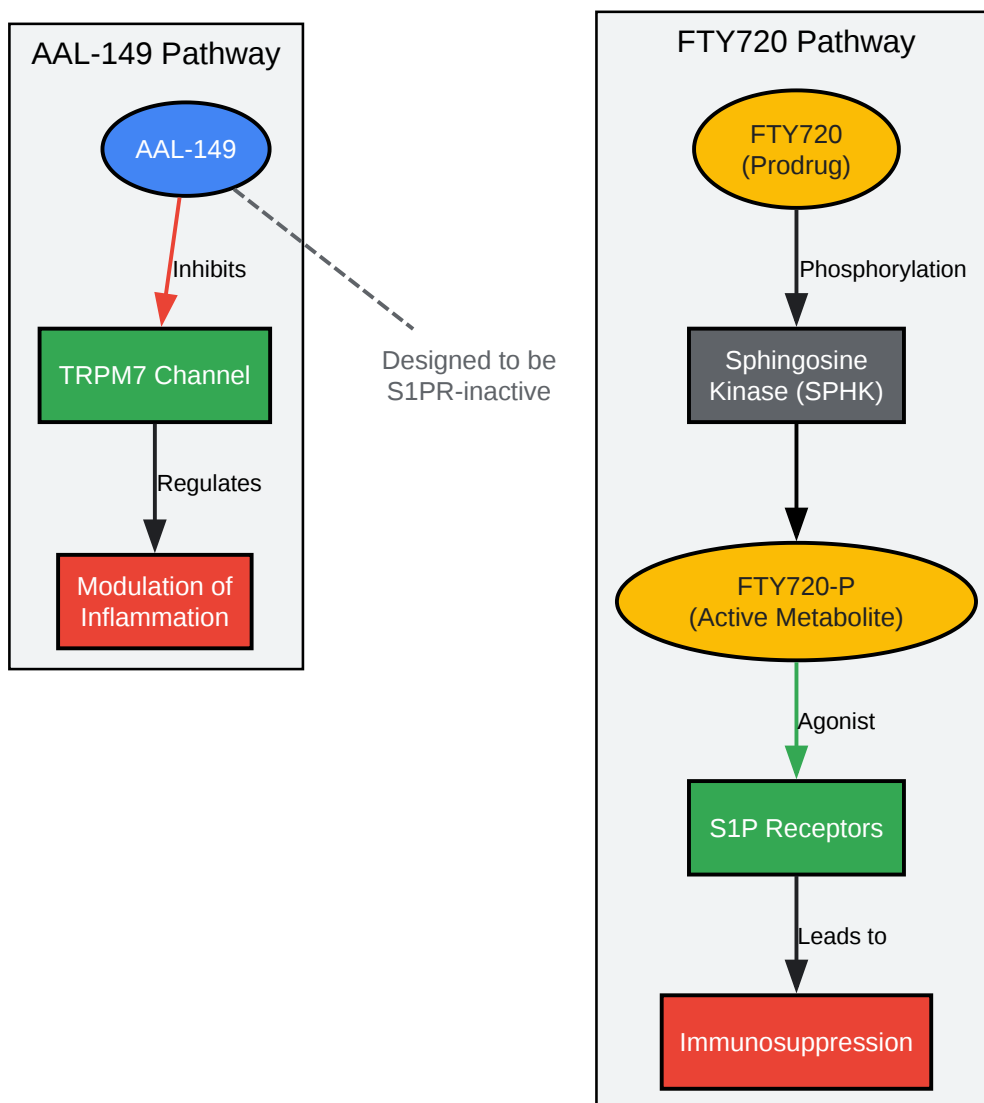 AAL-149 Pathway
AAL-149
Inhibits
TRPM7 Channel
Regulates
Modulation of
Inflammation
Designed to be
S1PR-inactive
FTY720 Pathway
FTY720
(Prodrug)
Phosphorylation
Sphingosine
Kinase (SPHK)
FTY720-P
(Active Metabolite)
Agonist
S1P Receptors
Leads to
Immunosuppression